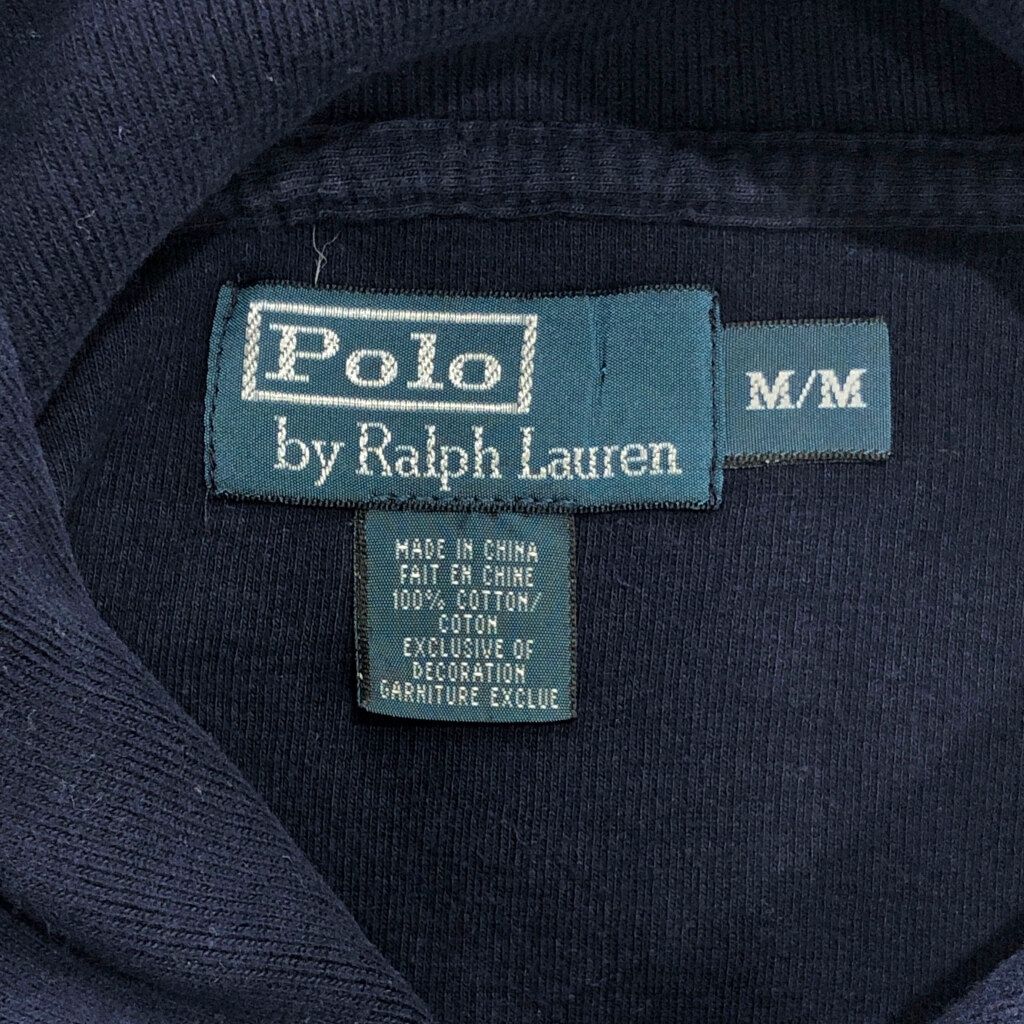 Polo
by Ralph Lauren
M/M
MADE IN CHINA
FAIT EN CHINE
100% COTTON/
COTON
EXCLUSIVE OF
DECORATION
GARNITURE EXCLUE